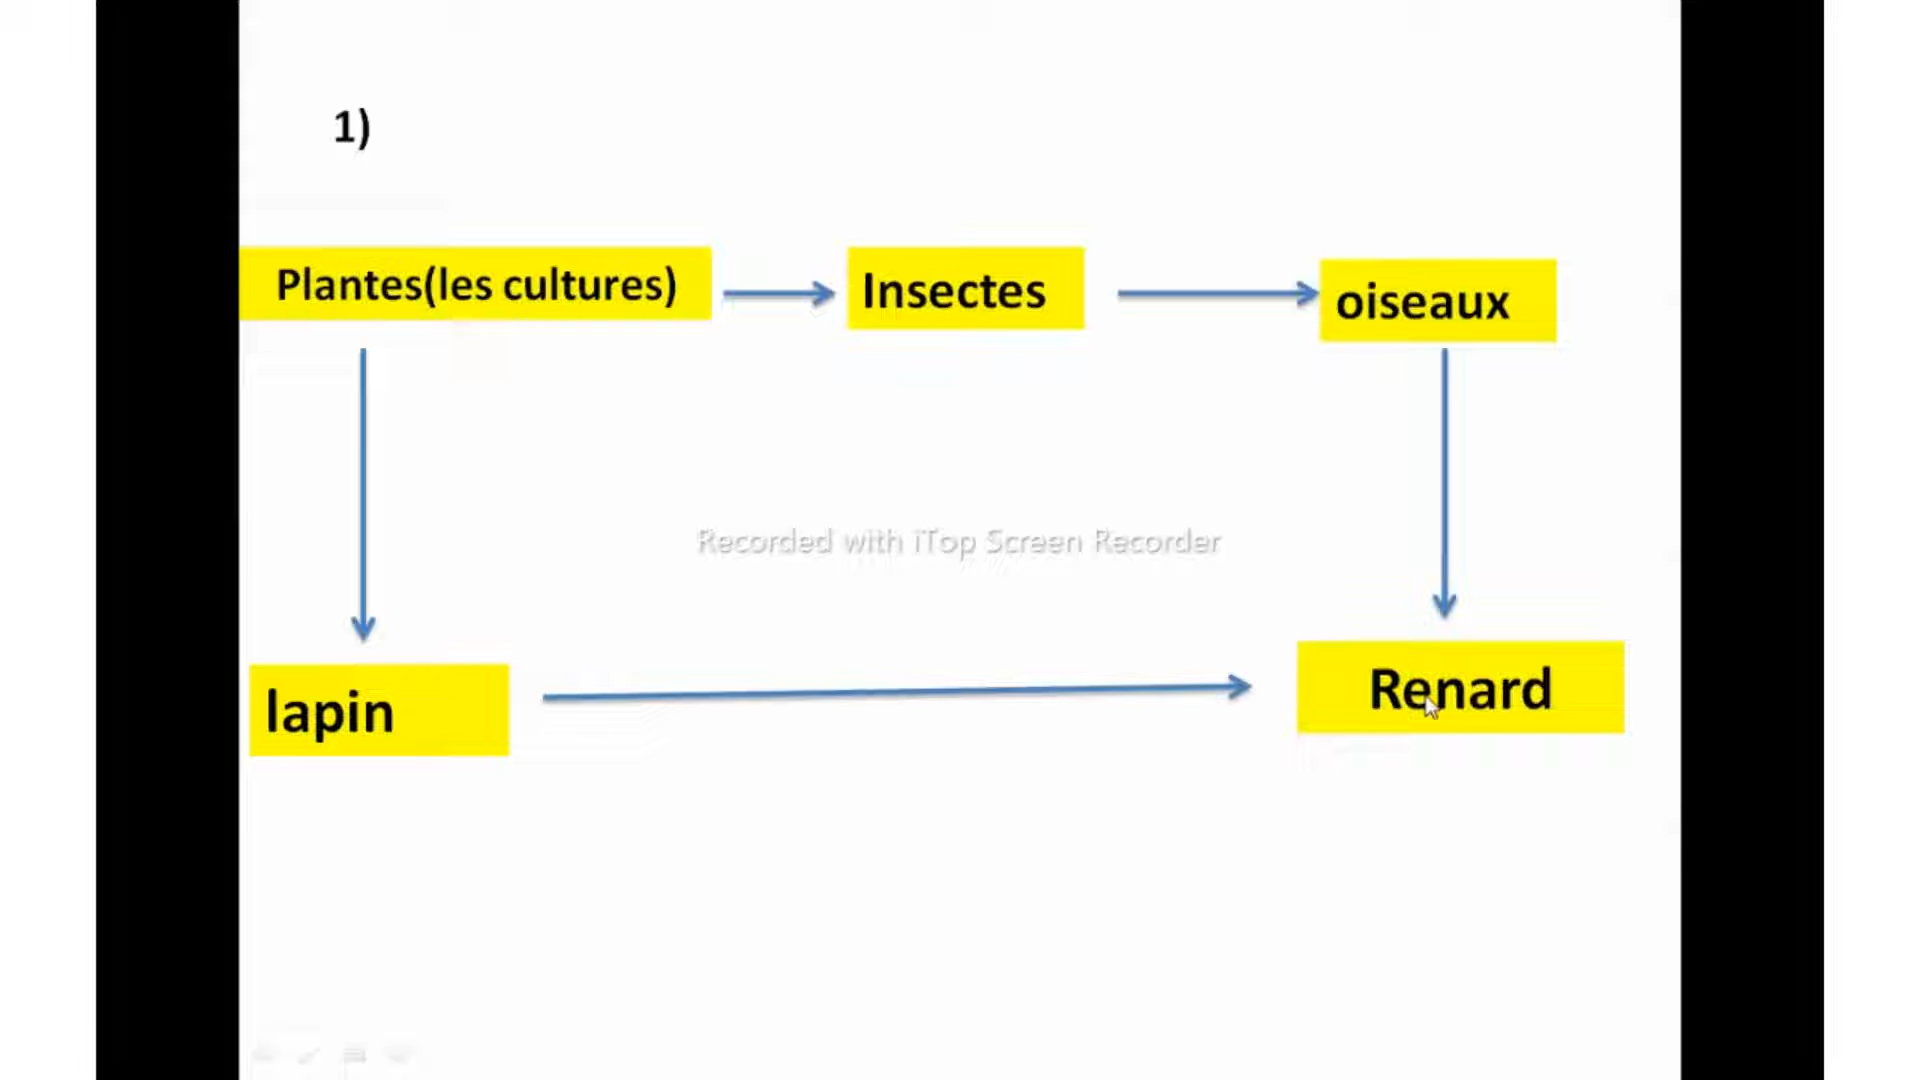 1)
Plantes(les cultures)
Insectes
oiseaux
Recorded with iTop Screen Recorder
lapin
Renard